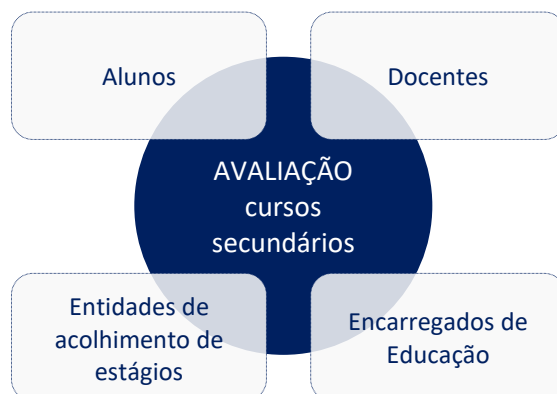 Alunos
Docentes
AVALIAÇÃO
cursos
secundários
Entidades de
acolhimento de
estágios
Encarregados de
Educação